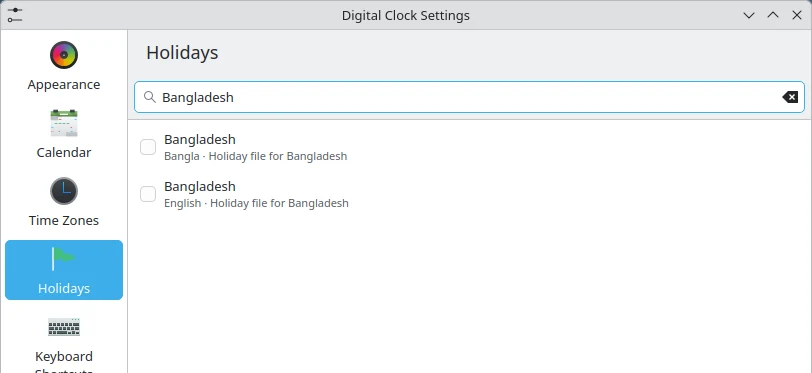 Digital Clock Settings
Appearance
Calendar
Time Zones
Holidays
Keyboard
Holidays
Bangladesh
Bangladesh
Bangla · Holiday file for Bangladesh
Bangladesh
English · Holiday file for Bangladesh